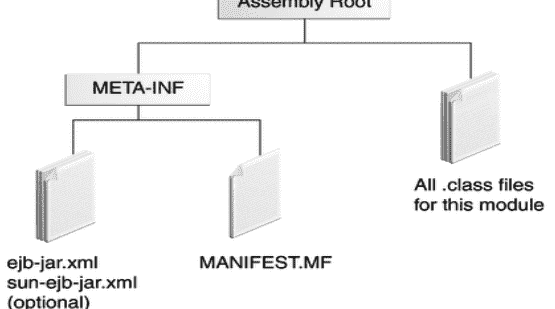 Assembly Root
META-INF
All .class files
for this module
ejb-jar.xml
sun-ejb-jar.xml
(optional)
MANIFEST.MF